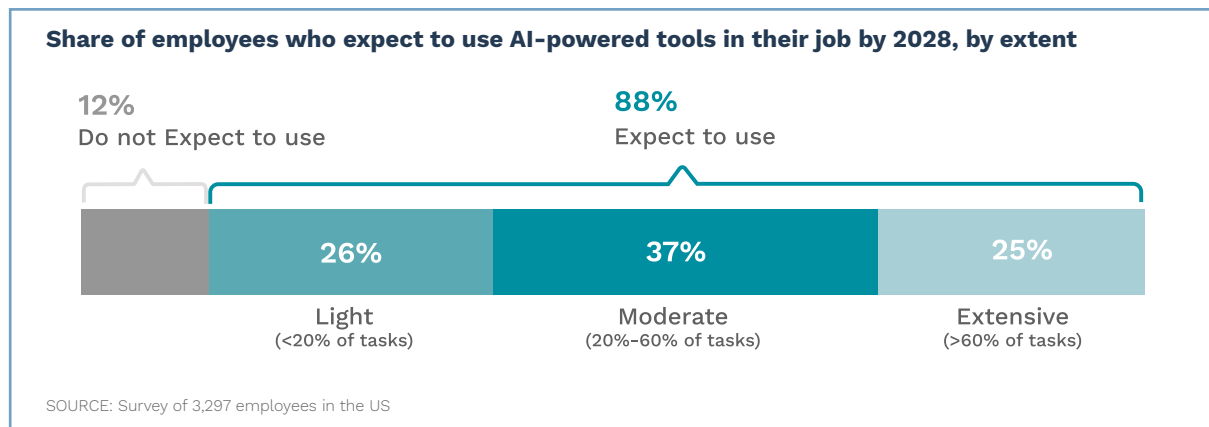 Share of employees who expect to use AI-powered tools in their job by 2028, by extent
12%
Do not Expect to use
88%
Expect to use
26%
37%
25%
Light
(<20% of tasks)
Moderate
(20%-60% of tasks)
Extensive
(>60% of tasks)
SOURCE: Survey of 3,297 employees in the US